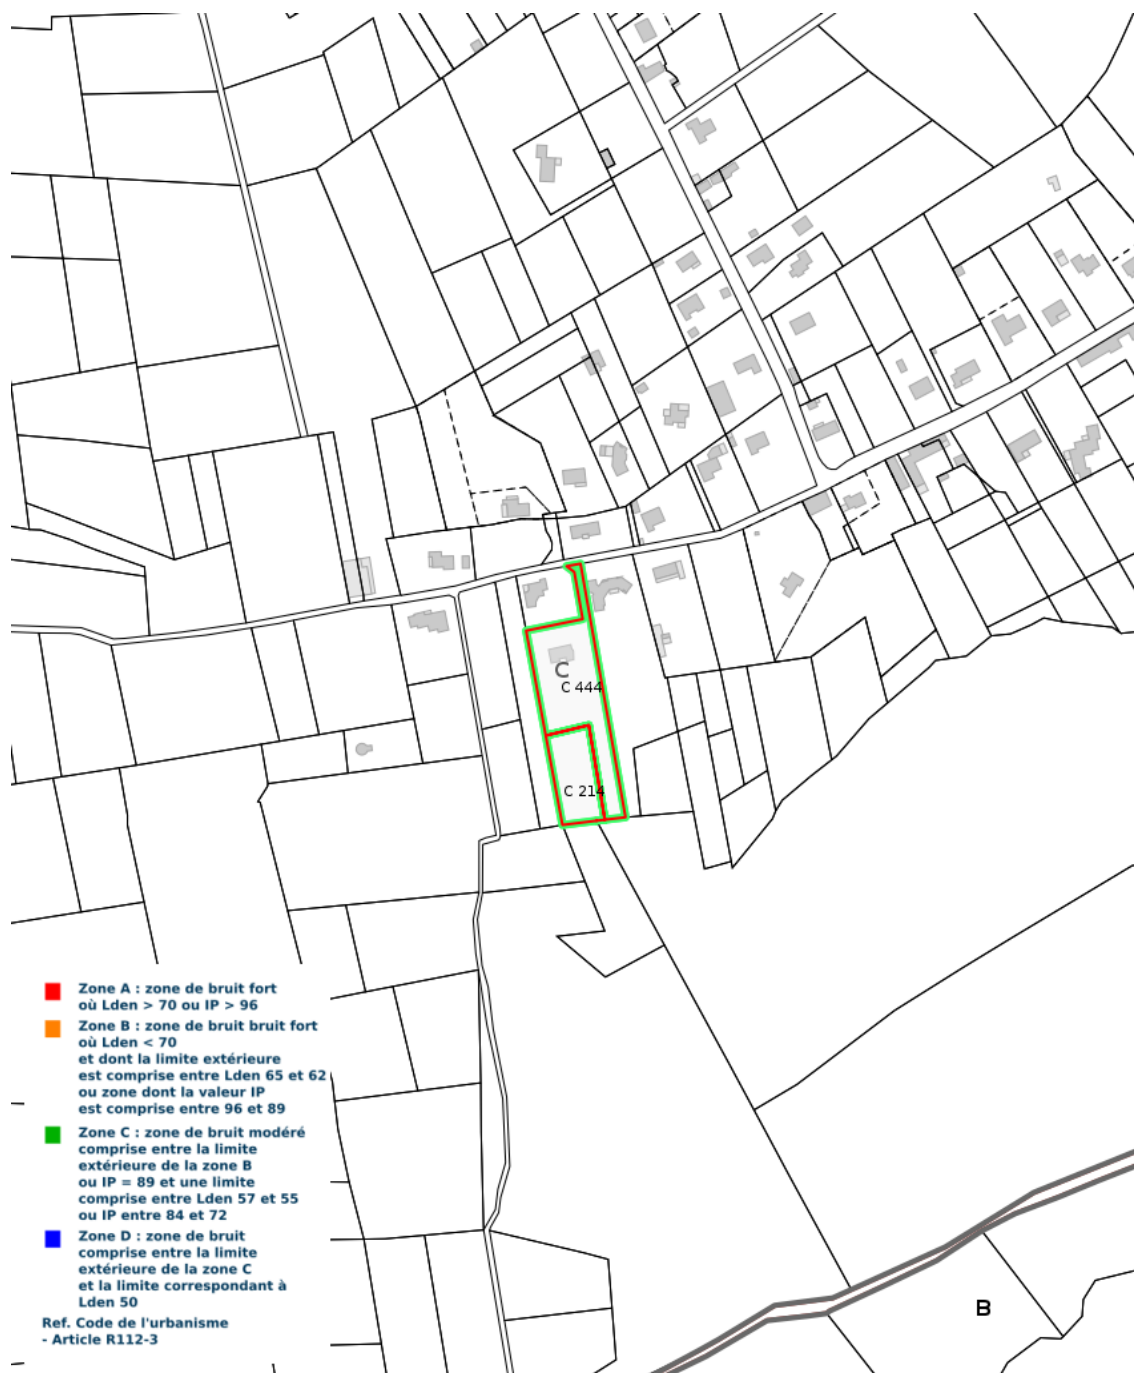 C
C 444
C 214
Zone A : zone de bruit fort
où Lden > 70 ou IP > 96
Zone B : zone de bruit bruit fort
où Lden < 70
et dont la limite extérieure
est comprise entre Lden 65 et 62
ou zone dont la valeur IP
est comprise entre 96 et 89
Zone C : zone de bruit modéré
comprise entre la limite
extérieure de la zone B
ou IP = 89 et une limite
comprise entre Lden 57 et 55
ou IP entre 84 et 72
Zone D : zone de bruit
comprise entre la limite
extérieure de la zone C
et la limite correspondant à
Lden 50
Ref. Code de l'urbanisme
- Article R112-3
B